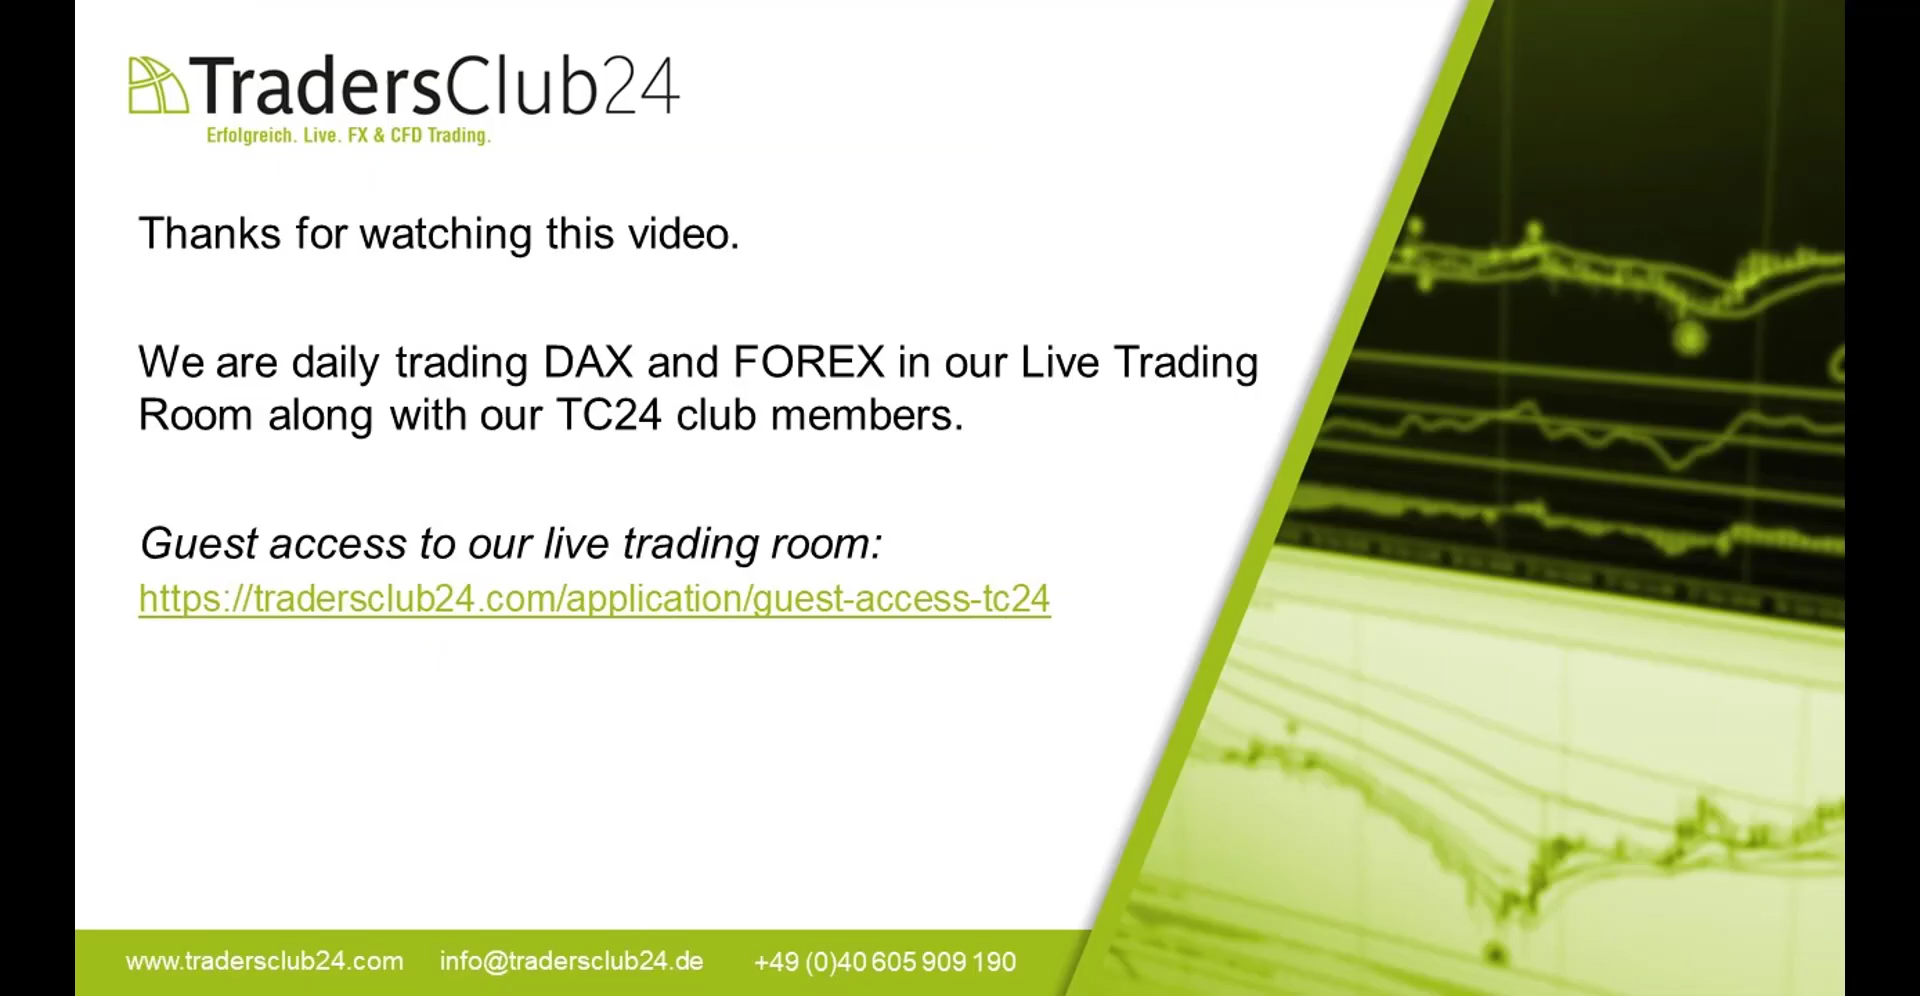 TradersClub24
Erfolgreich. Live. FX & CFD Trading.
Thanks for watching this video.
We are daily trading DAX and FOREX in our Live Trading
Room along with our TC24 club members.
Guest access to our live trading room:
https://tradersclub24.com/application/guest-access-tc24
www.tradersclub24.com info@tradersclub24.de +49 (0)40 605 909 190